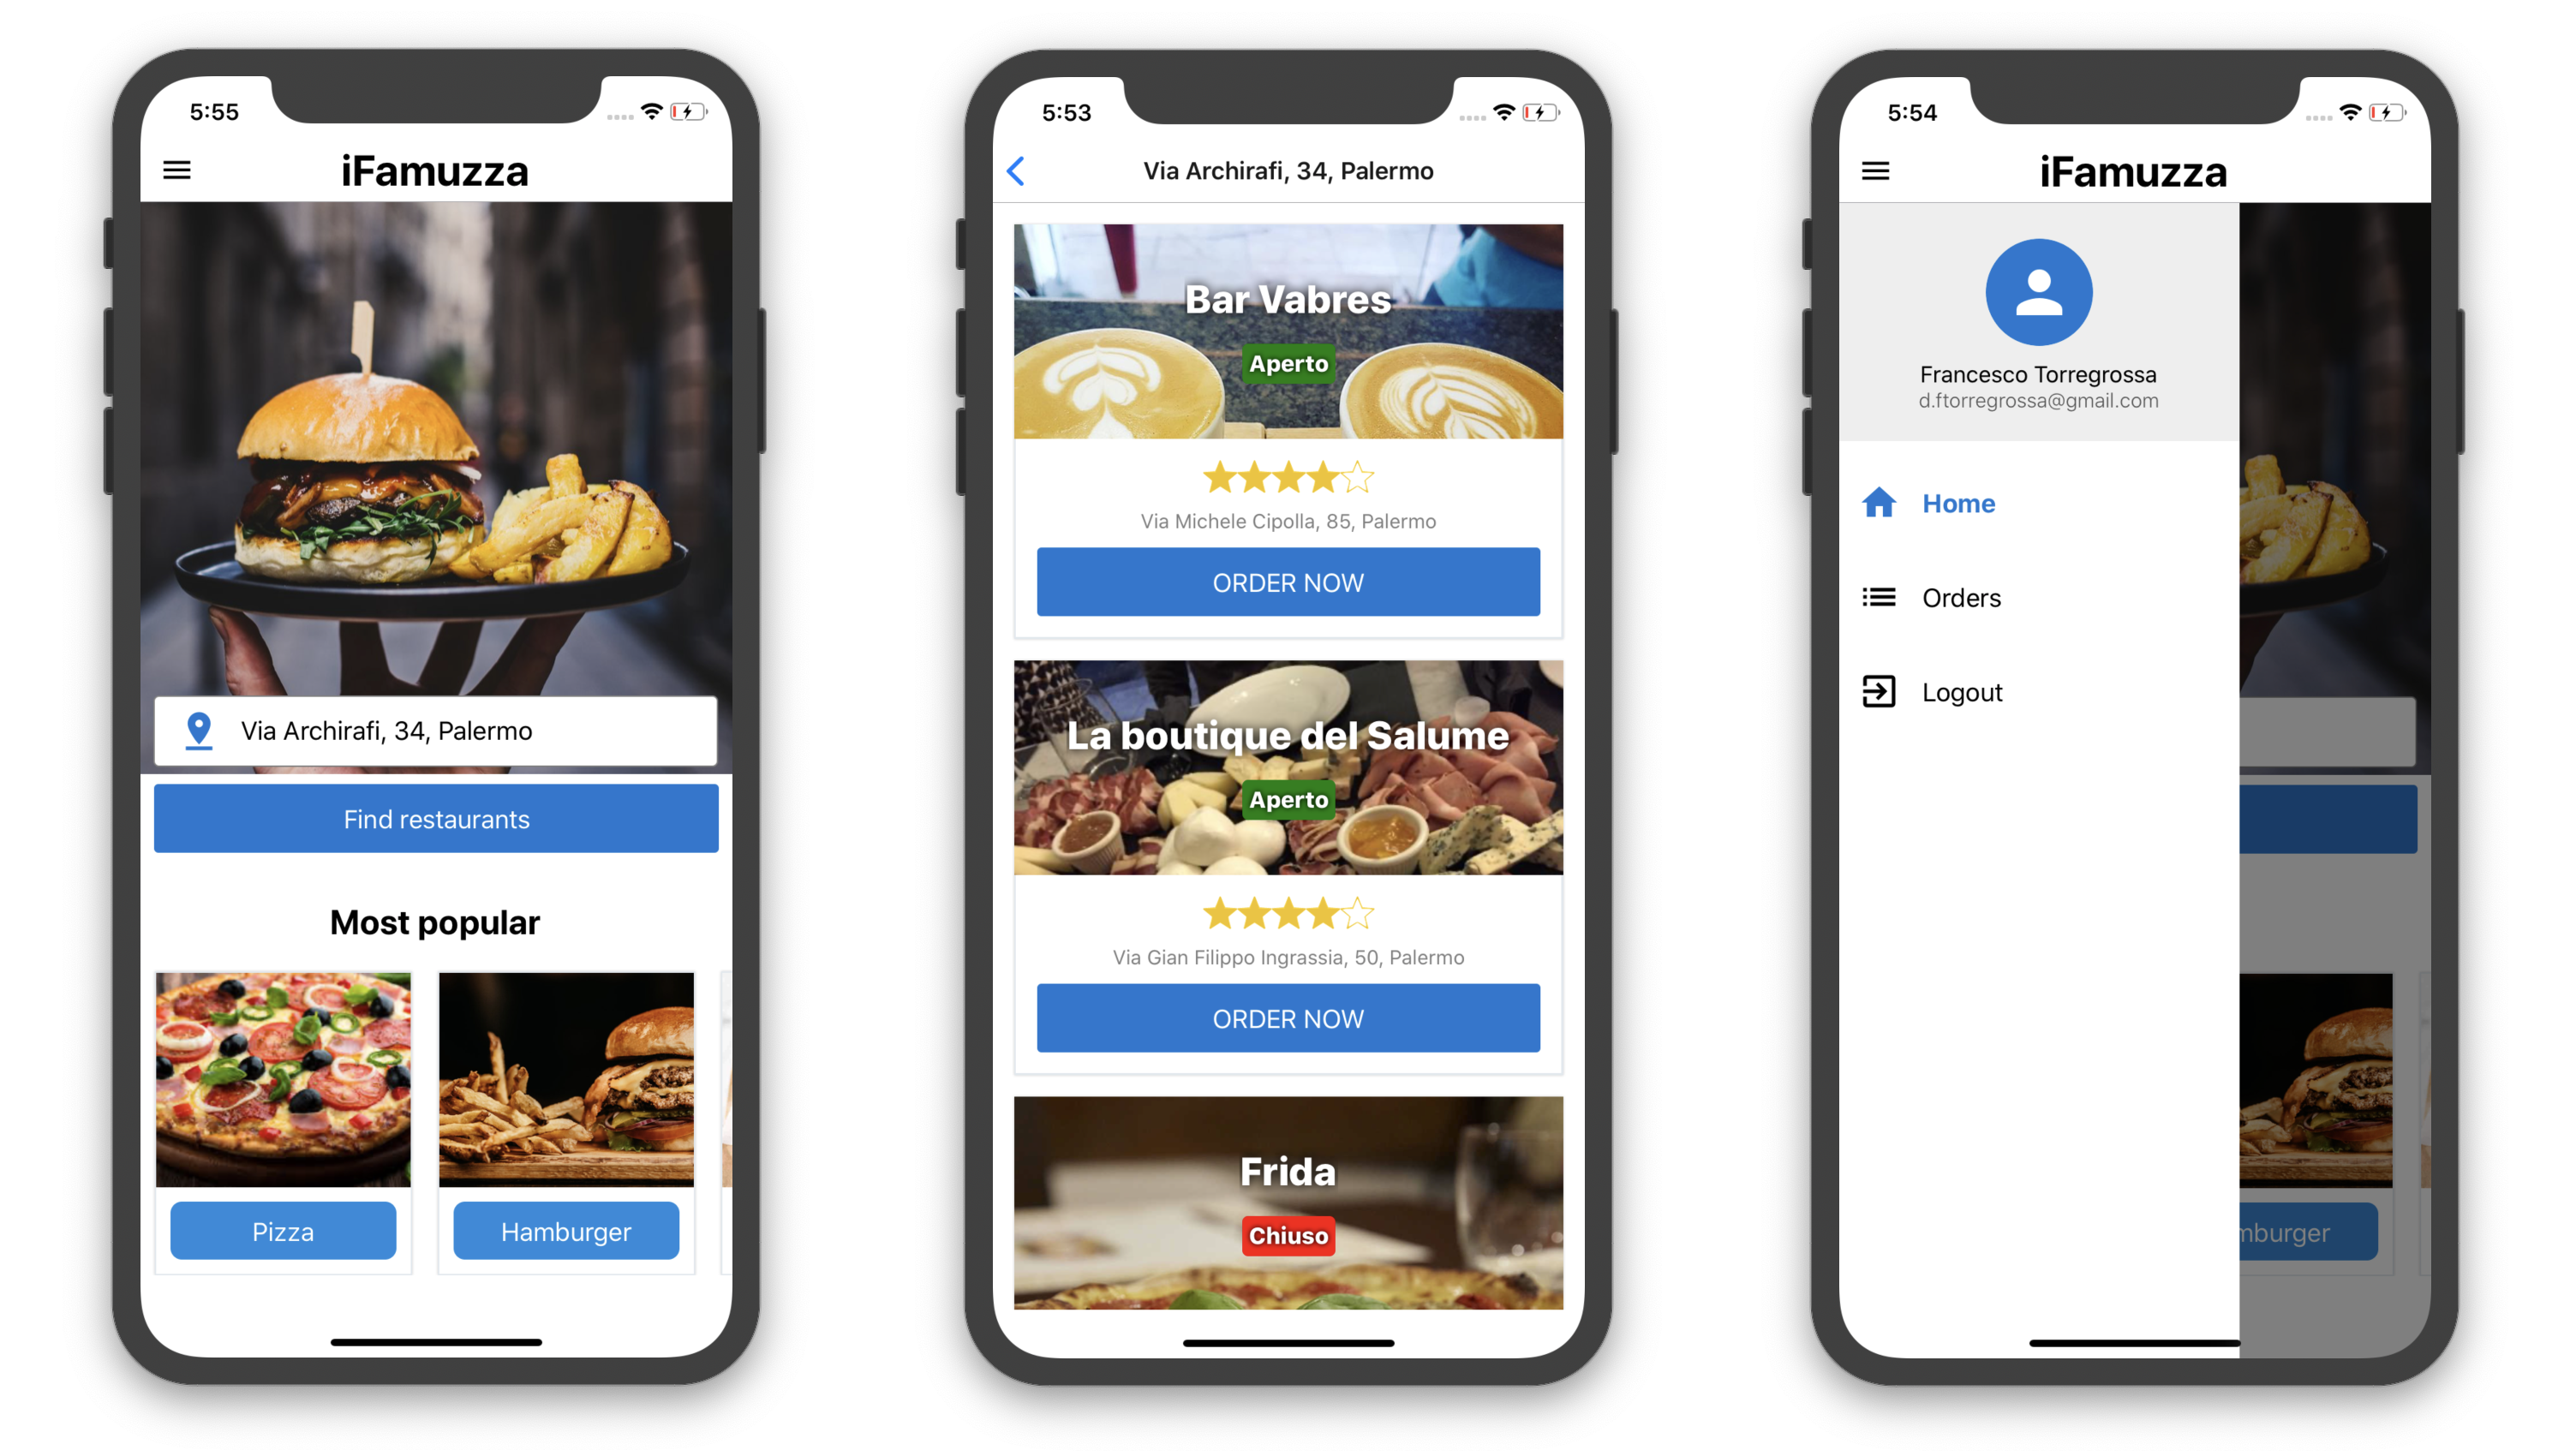 5:55
iFamuzza
Via Archirafi, 34, Palermo
Find restaurants
Most popular
Pizza
Hamburger
5:53
Via Archirafi, 34, Palermo
Bar Vabres
Aperto
Via Michele Cipolla, 85, Palermo
ORDER NOW
La boutique del Salume
Aperto
Via Gian Filippo Ingrassia, 50, Palermo
ORDER NOW
Frida
Chiuso
5:54
iFamuzza
Francesco Torregrossa
d.ftorregrossa@gmail.com
Home
Orders
Logout
mburger